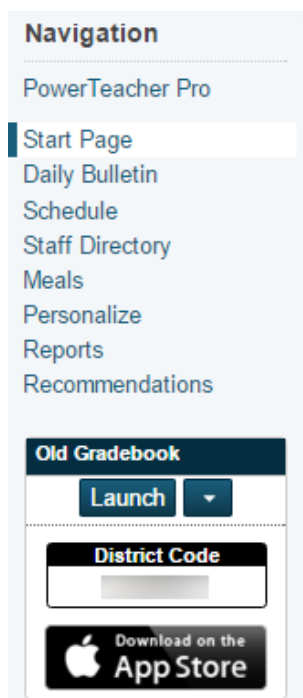 Navigation
PowerTeacher Pro
Start Page
Daily Bulletin
Schedule
Staff Directory
Meals
Personalize
Reports
Recommendations
Old Gradebook
Launch
District Code
Download on the
App Store